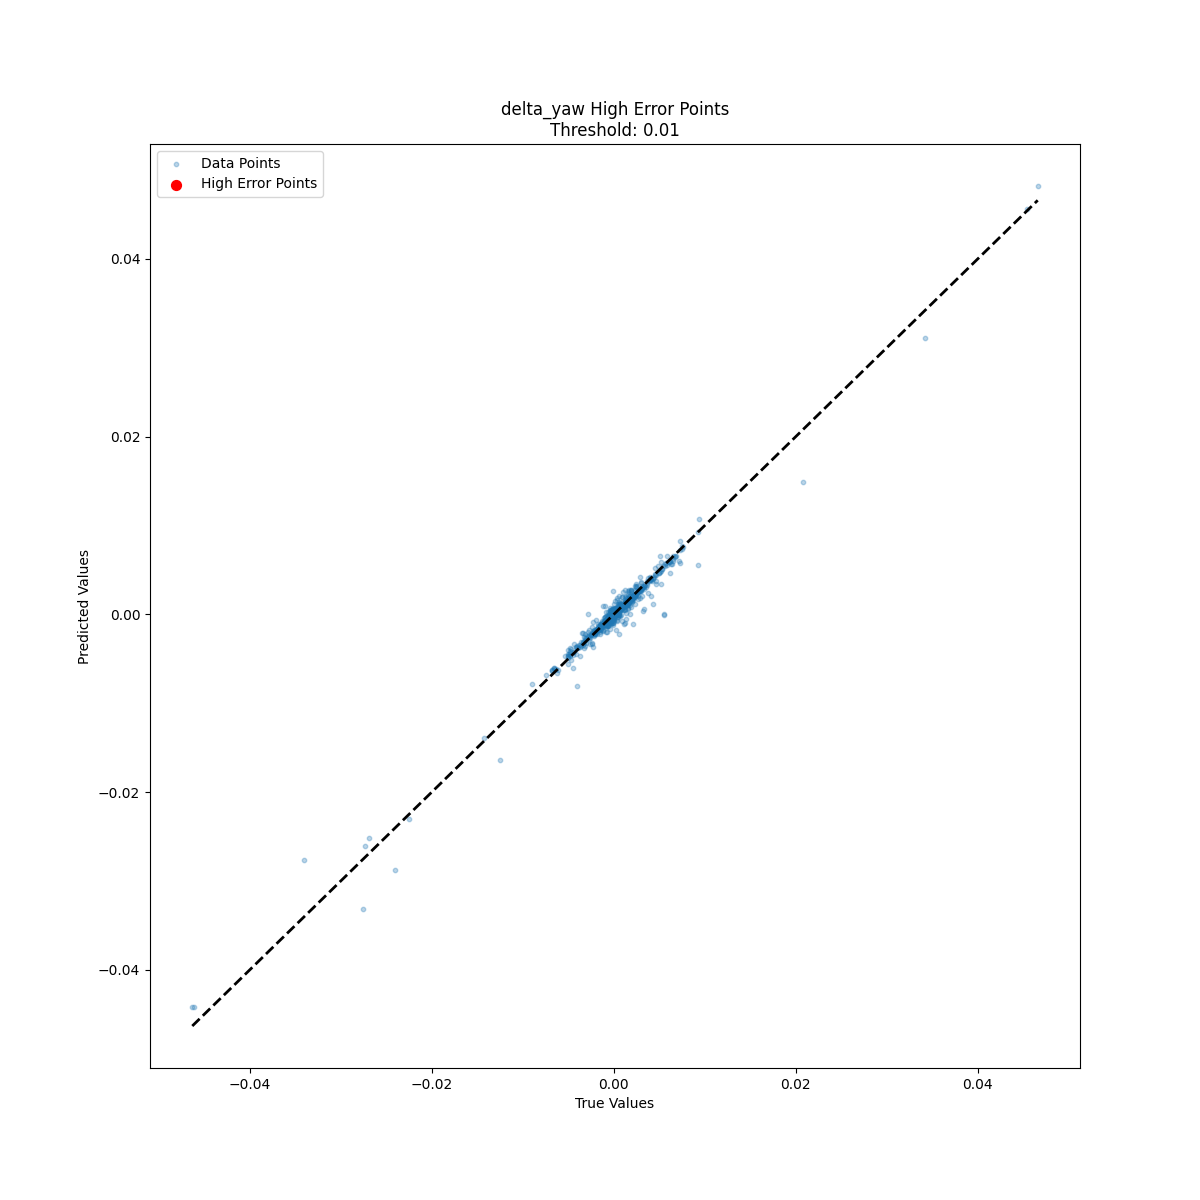 delta_yaw High Error Points
Threshold: 0.01
Data Points
High Error Points
0.04
0.02
0.00
−0.02
−0.04
Predicted Values
−0.04
−0.02
0.00
0.02
0.04
True Values